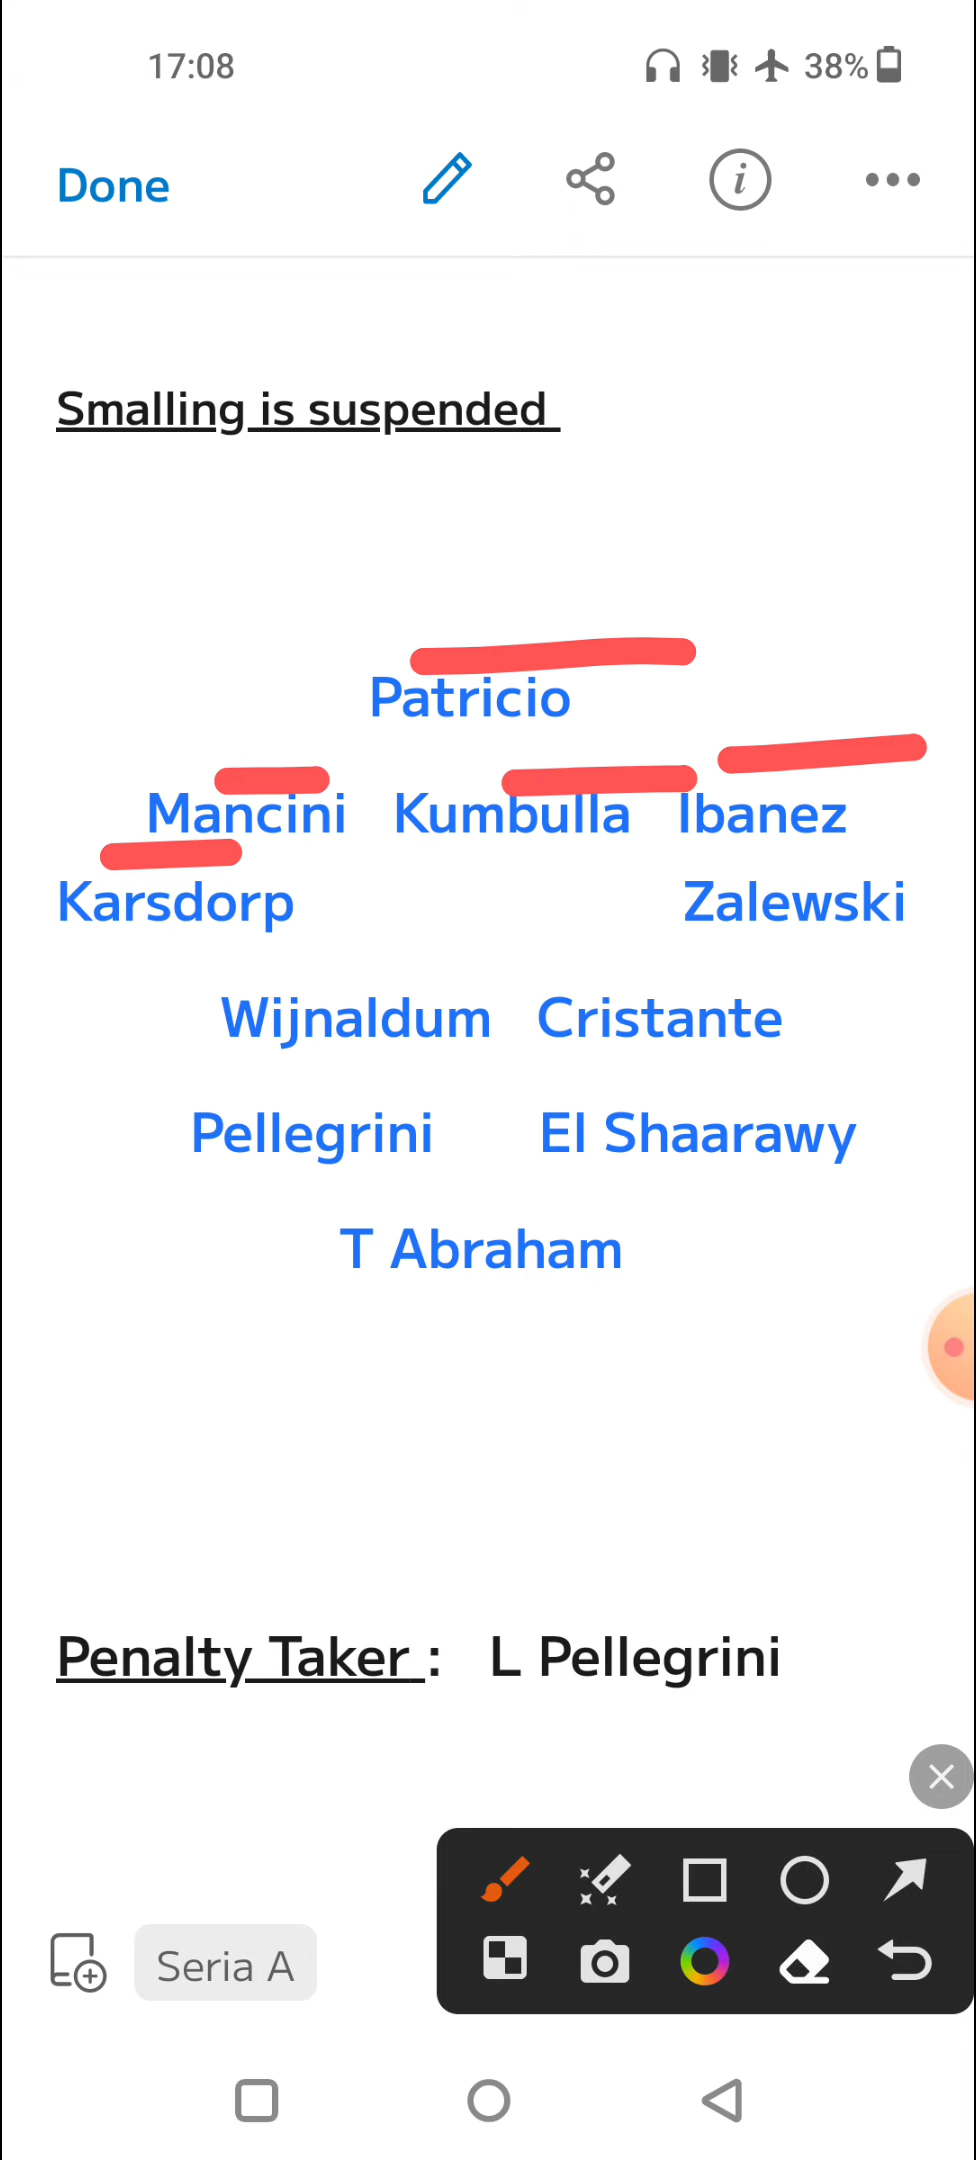 17:08 38%
Done
Smalling is suspended
Patricio
Mancini Kumbulla Ibanez
Karsdorp Zalewski
Wijnaldum Cristante
Pellegrini El Shaarawy
T Abraham
Penalty Taker : L Pellegrini
Seria A